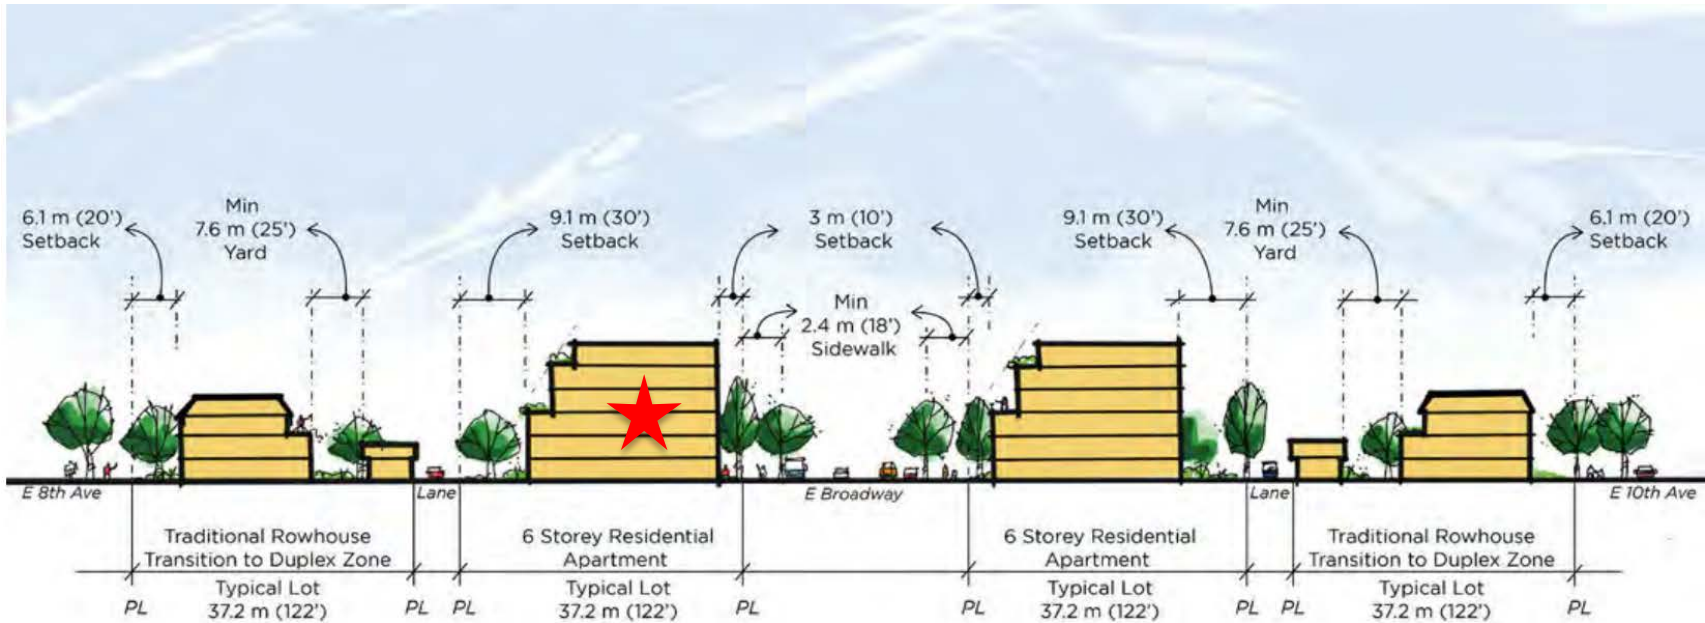 6.1 m (20')
Setback
Min
7.6 m (25')
Yard
9.1 m (30')
Setback
3 m (10')
Setback
9.1 m (30')
Setback
Min
7.6 m (25')
Yard
6.1 m (20')
Setback
Min
2.4 m (18')
Sidewalk
E 8th Ave
Lane
E Broadway
Lane
E 10th Ave
Traditional Rowhouse
Transition to Duplex Zone
6 Storey Residential
Apartment
6 Storey Residential
Apartment
Traditional Rowhouse
Transition to Duplex Zone
PL
Typical Lot
37.2 m (122')
PL
PL
Typical Lot
37.2 m (122')
PL
PL
Typical Lot
37.2 m (122')
PL
PL
Typical Lot
37.2 m (122')
PL